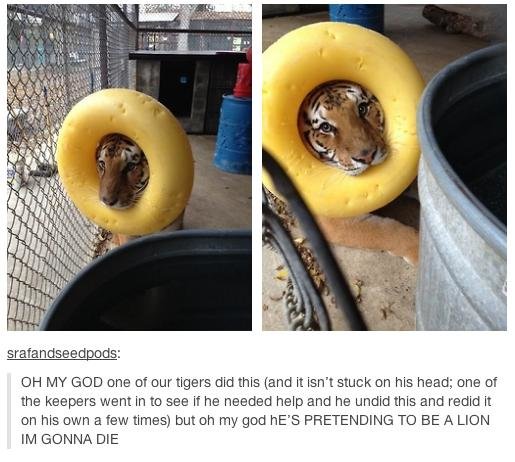 srafandseedpods:
OH MY GOD one of our tigers did this (and it isn't stuck on his head; one of
the keepers went in to see if he needed help and he undid this and redid it
on his own a few times) but oh my god hE'S PRETENDING TO BE A LION
IM GONNA DIE